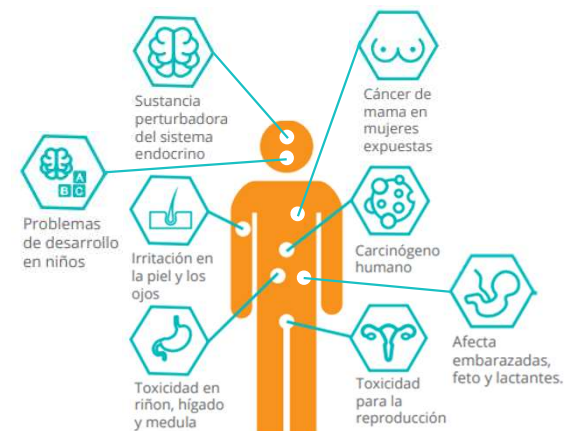 Sustancia
perturbadora
del sistema
endocrino
Cáncer de
mama en
mujeres
expuestas
A
B C
Problemas
de desarrollo
en niños
Irritación en
la piel y los
ojos
Carcinógeno
humano
Toxicidad en
riñon, hígado
y medula
Toxicidad
para la
reproducción
Afecta
embarazadas,
feto y lactantes.